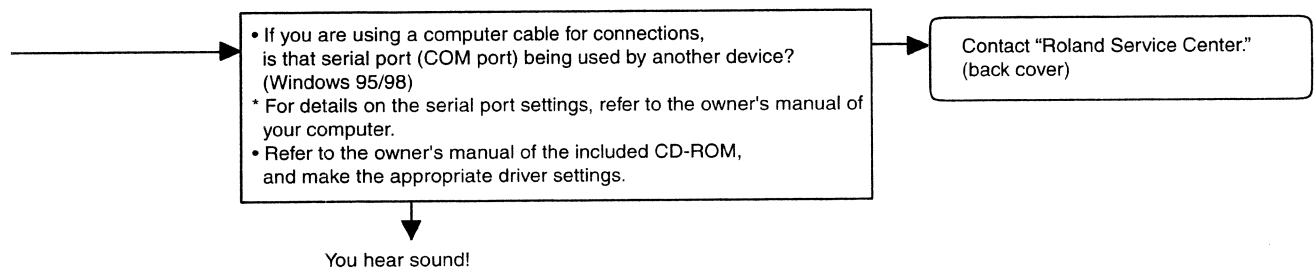 • If you are using a computer cable for connections,
is that serial port (COM port) being used by another device?
(Windows 95/98)
* For details on the serial port settings, refer to the owner's manual of
your computer.
• Refer to the owner's manual of the included CD-ROM,
and make the appropriate driver settings.
Contact “Roland Service Center.”
(back cover)
You hear sound!